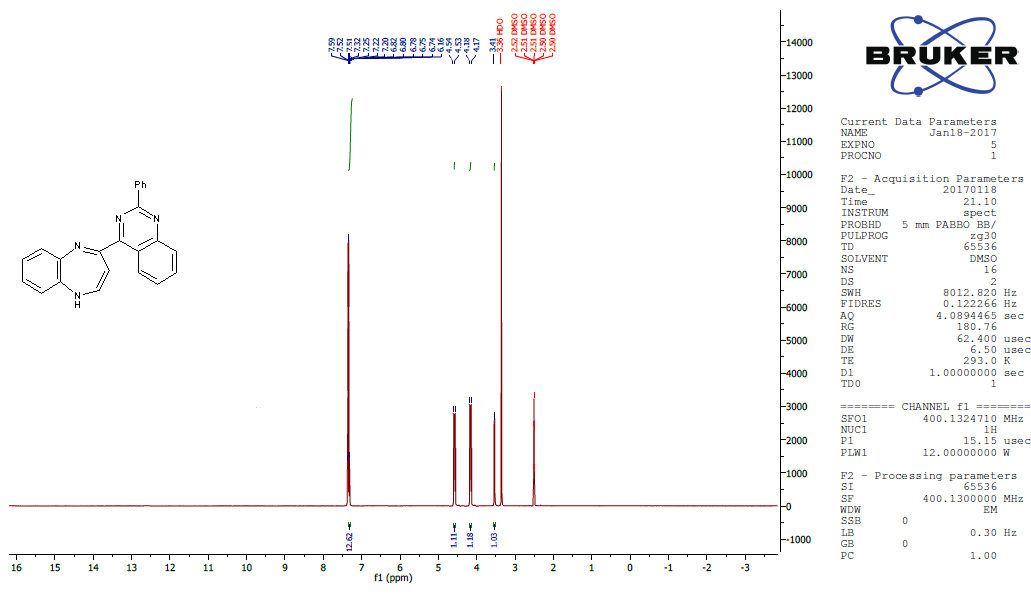 7.59
7.52
7.51
7.32
7.25
7.22
7.20
6.82
6.80
6.78
6.75
6.74
6.16
4.54
4.53
4.18
4.17
3.41
3.36 HDO
2.52 DMSO
2.51 DMSO
2.51 DMSO
2.50 DMSO
2.50 DMSO
14000
13000
12000
11000
10000
9000
8000
7000
6000
5000
4000
3000
2000
1000
0
-1000
Ph
N
N
N
N
H
12.62
1.11
1.18
1.03
16 15 14 13 12 11 10 9 8 7 6 5 4 3 2 1 0 -1 -2 -3
f1 (ppm)
BRUKER
Current Data Parameters
NAME Jan18-2017
EXPNO 5
PROCNO 1
F2 - Acquisition Parameters
Date_ 20170118
Time 21.10
INSTRUM spect
PROBHD 5 mm PABBO BB/
PULPROG zg30
TD 65536
SOLVENT DMSO
NS 16
DS 2
SWH 8012.820 Hz
FIDRES 0.122266 Hz
AQ 4.0894465 sec
RG 180.76
DW 62.400 usec
DE 6.50 usec
TE 293.0 K
D1 1.00000000 sec
TD0 1
======== CHANNEL f1 ========
SFO1 400.1324710 MHz
NUC1 1H
P1 15.15 usec
PLW1 12.00000000 W
F2 - Processing parameters
SI 65536
SF 400.1300000 MHz
WDW EM
SSB 0
LB 0.30 Hz
GB 0
PC 1.00